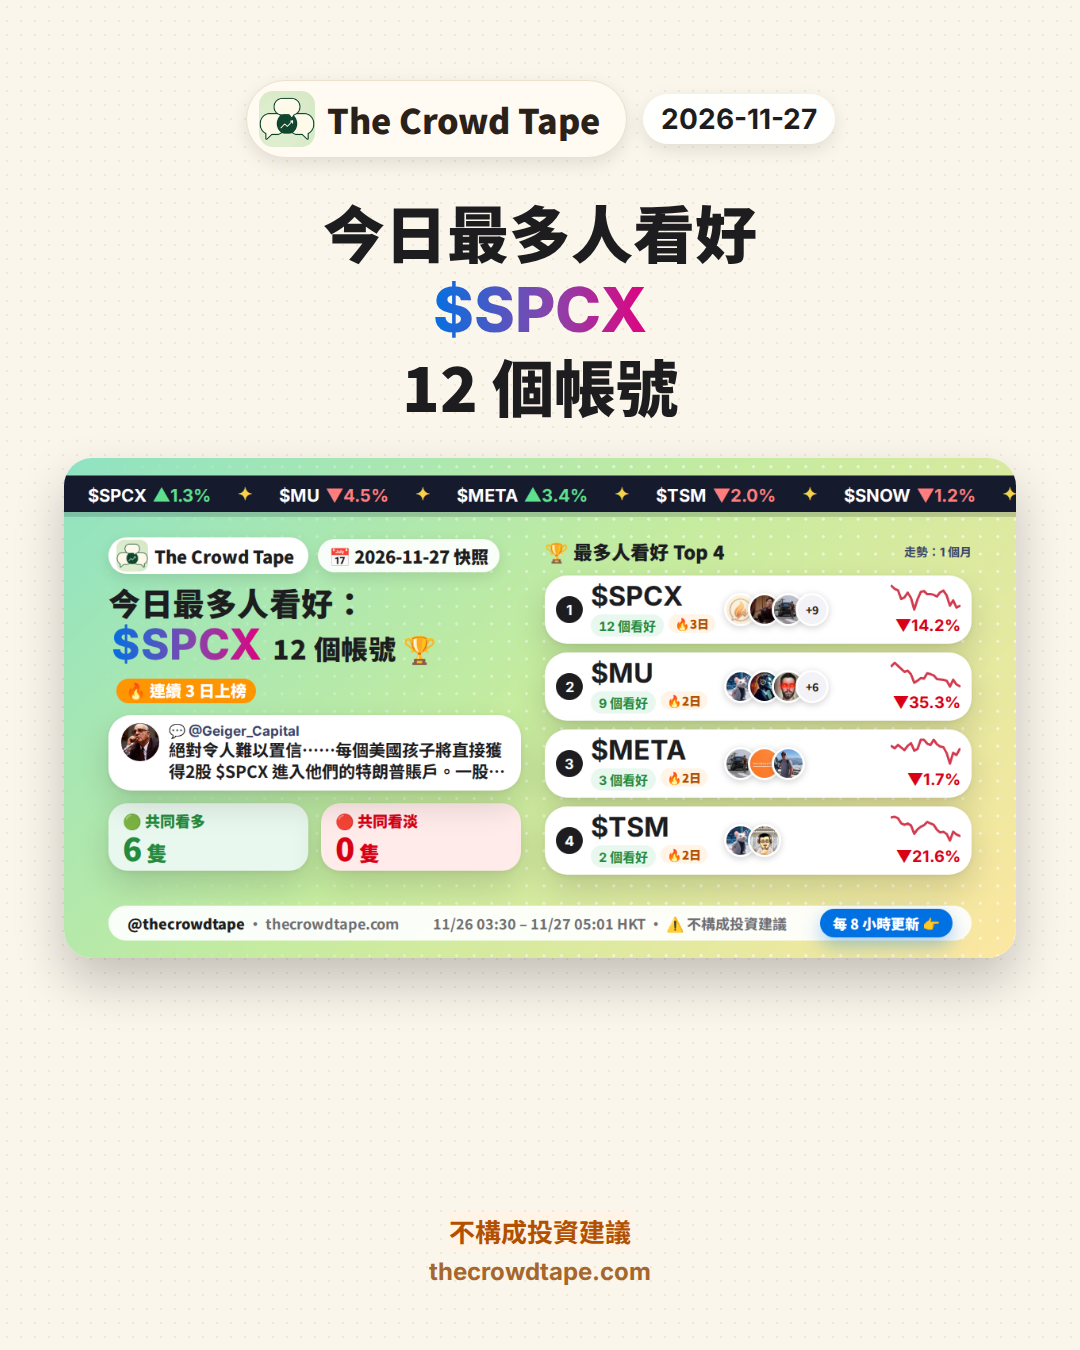 The Crowd Tape
2026-11-27
今日最多人看好
$SPCX
12 個帳號
$SPCX ▲1.3% ✦ $MU ▼4.5% ✦ $META ▲3.4% ✦ $TSM ▼2.0% ✦ $SNOW ▼1.2% ✦
The Crowd Tape
📅 2026-11-27 快照
今日最多人看好：
$SPCX 12 個帳號 🏆
🔥 連續 3 日上榜
💬 @Geiger_Capital
絕對令人難以置信……每個美國孩子將直接獲
得2股 $SPCX 進入他們的特朗普賬戶。一股…
🟢 共同看多
6 隻
🔴 共同看淡
0 隻
🏆 最多人看好 Top 4
走勢：1個月
1 $SPCX
12 個看好 🔥3日
+9
▼14.2%
2 $MU
9 個看好 🔥2日
+6
▼35.3%
3 $META
3 個看好 🔥2日
▼1.7%
4 $TSM
2 個看好 🔥2日
▼21.6%
@thecrowdtape · thecrowdtape.com
11/26 03:30 – 11/27 05:01 HKT · ⚠️ 不構成投資建議
每 8 小時更新 👉
不構成投資建議
thecrowdtape.com